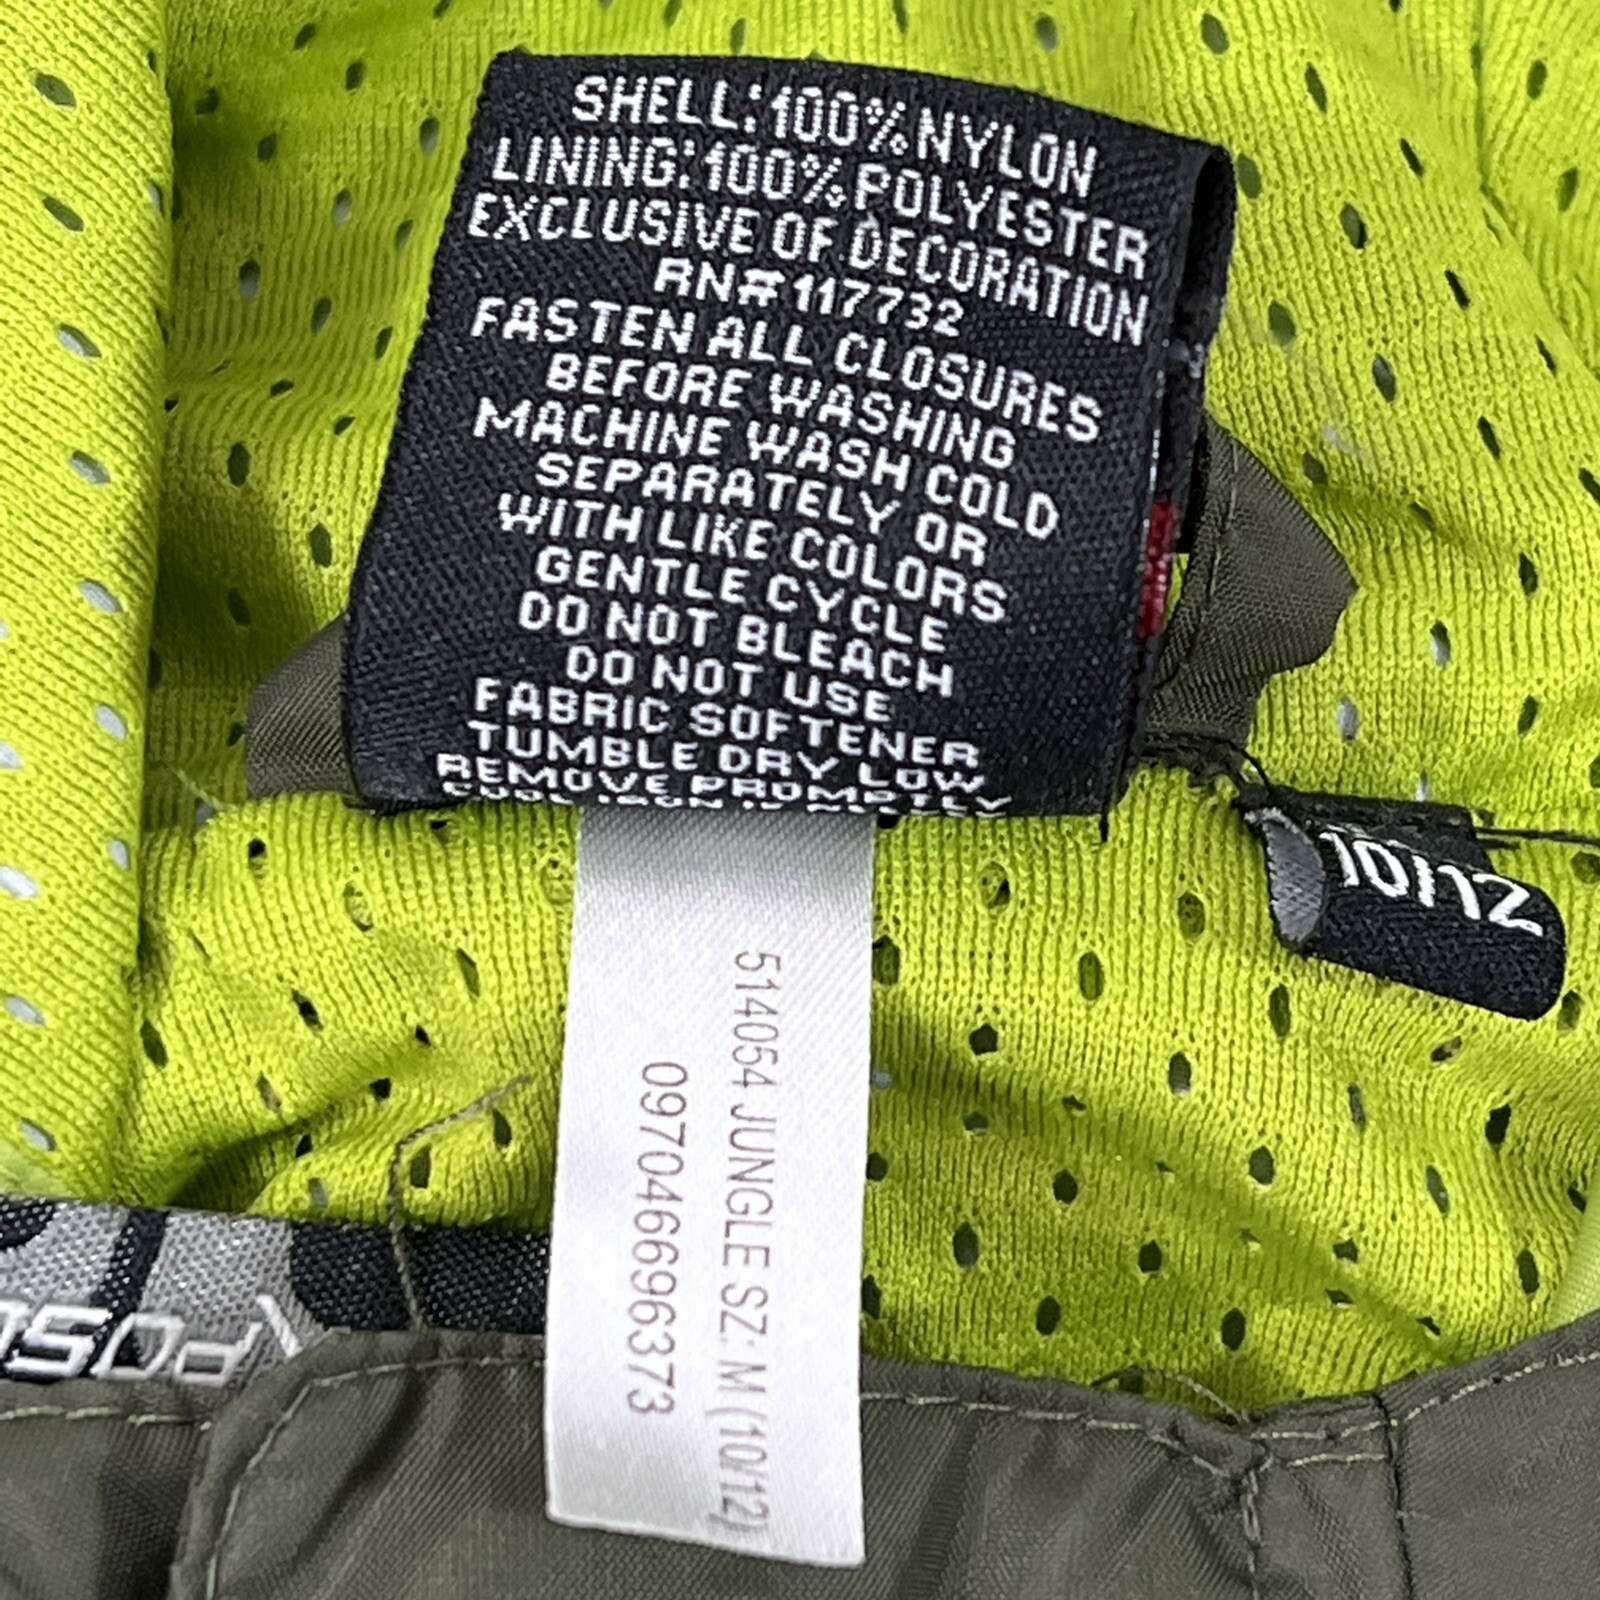 SHELL: 100% NYLON
LINING: 100% POLYESTER
EXCLUSIVE OF DECORATION
RN# 117732
FASTEN ALL CLOSURES
BEFORE WASHING
MACHINE WASH COLD
SEPARATELY OR
WITH LIKE COLORS
GENTLE CYCLE
DO NOT BLEACH
DO NOT USE
FABRIC SOFTENER
TUMBLE DRY LOW
REMOVE PROMPTLY
10/12
514054 JUNGLE SZ: M (10/12)
097046696373